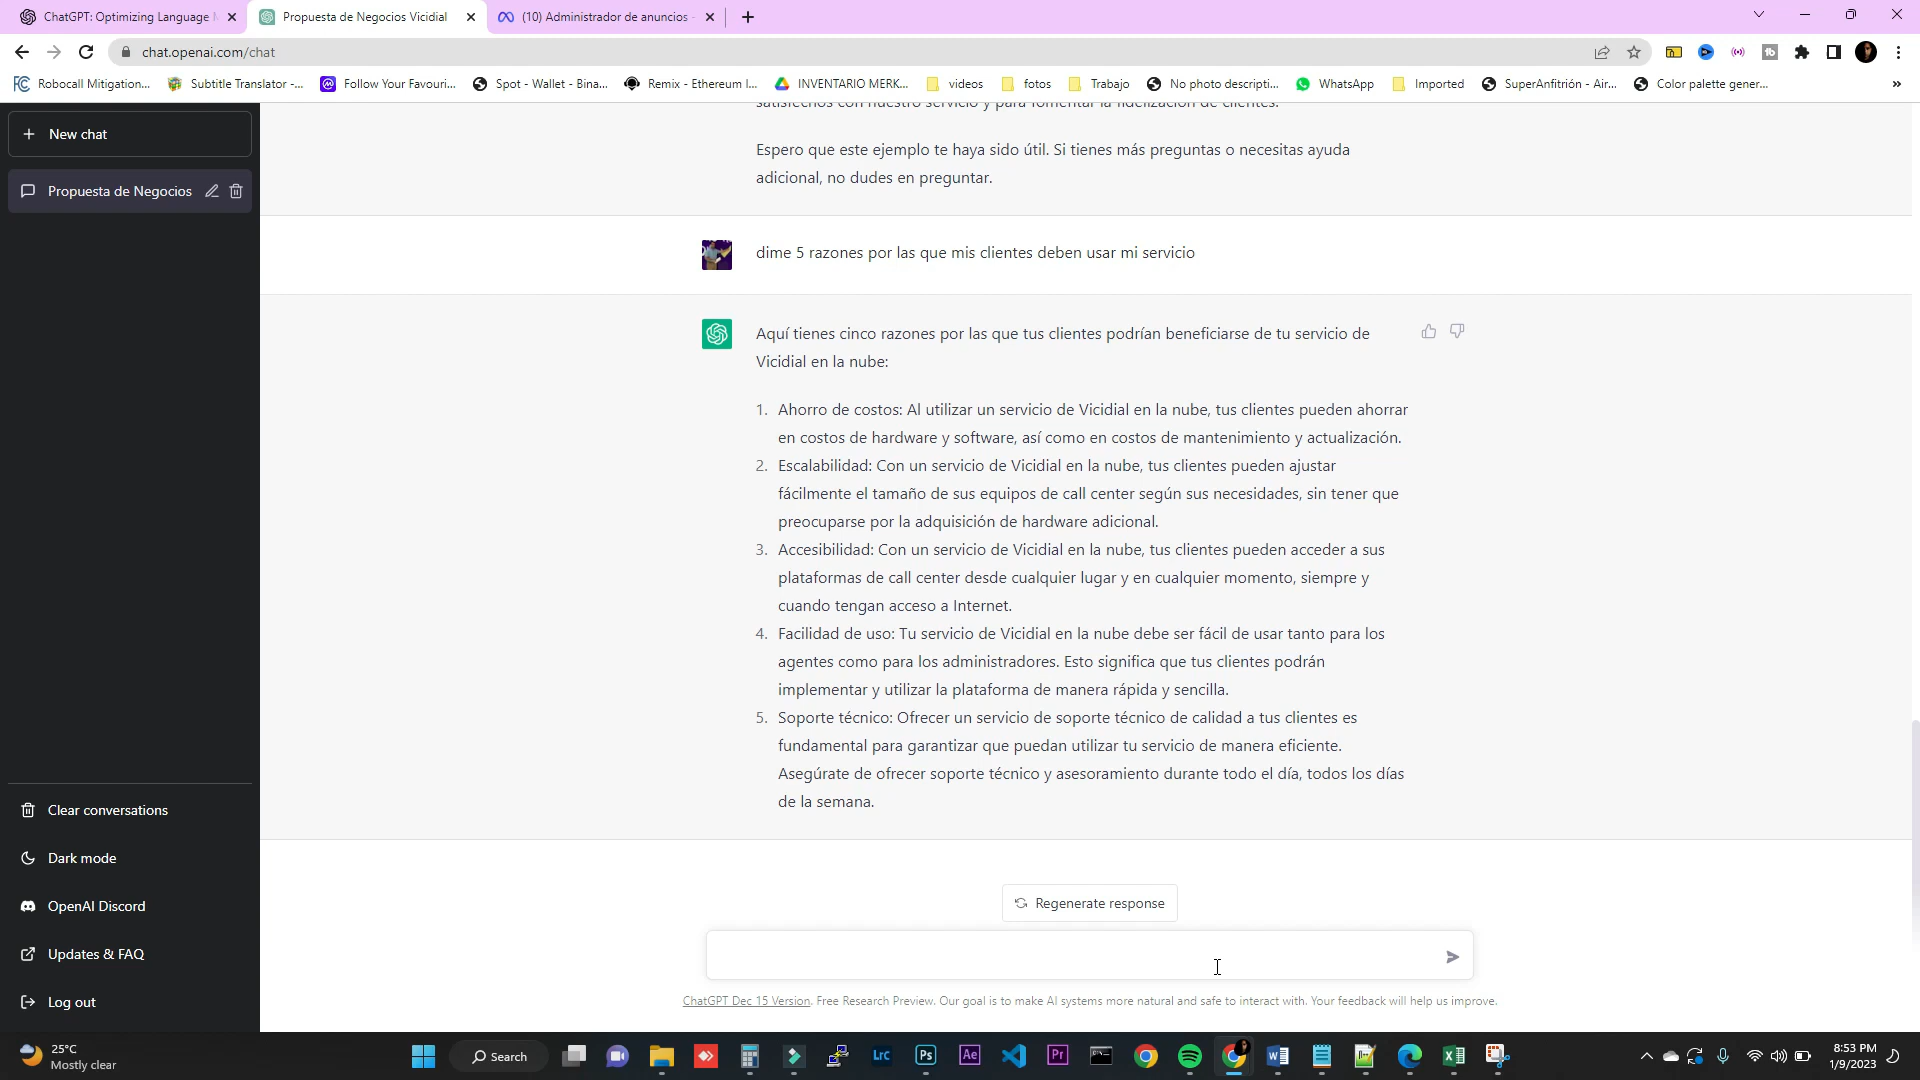 ChatGPT: Optimizing Language M
Propuesta de Negocios Vicidial
(10) Administrador de anuncios -
chat.openai.com/chat
Robocall Mitigation...
Subtitle Translator -...
Follow Your Favouri...
Spot - Wallet - Bina...
Remix - Ethereum I...
INVENTARIO MERK...
videos
fotos
Trabajo
No photo descripti...
WhatsApp
Imported
SuperAnfitrión - Air...
Color palette gener...
»
New chat
Propuesta de Negocios
satisfechos con nuestro servicio y para fomentar la fidelización de clientes.
Espero que este ejemplo te haya sido útil. Si tienes más preguntas o necesitas ayuda
adicional, no dudes en preguntar.
dime 5 razones por las que mis clientes deben usar mi servicio
Aquí tienes cinco razones por las que tus clientes podrían beneficiarse de tu servicio de
Vicidial en la nube:
1. Ahorro de costos: Al utilizar un servicio de Vicidial en la nube, tus clientes pueden ahorrar
en costos de hardware y software, así como en costos de mantenimiento y actualización.
2. Escalabilidad: Con un servicio de Vicidial en la nube, tus clientes pueden ajustar
fácilmente el tamaño de sus equipos de call center según sus necesidades, sin tener que
preocuparse por la adquisición de hardware adicional.
3. Accesibilidad: Con un servicio de Vicidial en la nube, tus clientes pueden acceder a sus
plataformas de call center desde cualquier lugar y en cualquier momento, siempre y
cuando tengan acceso a Internet.
4. Facilidad de uso: Tu servicio de Vicidial en la nube debe ser fácil de usar tanto para los
agentes como para los administradores. Esto significa que tus clientes podrán
implementar y utilizar la plataforma de manera rápida y sencilla.
5. Soporte técnico: Ofrecer un servicio de soporte técnico de calidad a tus clientes es
fundamental para garantizar que puedan utilizar tu servicio de manera eficiente.
Asegúrate de ofrecer soporte técnico y asesoramiento durante todo el día, todos los días
de la semana.
Clear conversations
Dark mode
OpenAI Discord
Updates & FAQ
Log out
Regenerate response
ChatGPT Dec 15 Version. Free Research Preview. Our goal is to make AI systems more natural and safe to interact with. Your feedback will help us improve.
25°C
Mostly clear
Search
Lrc
Ps
Ae
Pr
8:53 PM
1/9/2023